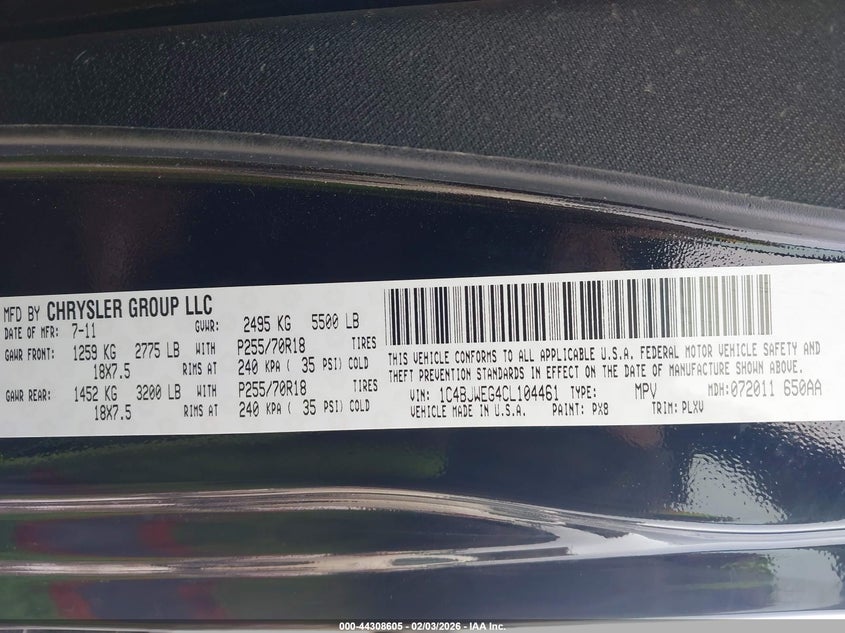 MFD BY CHRYSLER GROUP LLC
DATE OF MFR: 7-11 GVWR: 2495 KG 5500 LB
GAWR FRONT: 1259 KG 2775 LB WITH P255/70R18 TIRES
18X7.5 RIMS AT 240 KPA ( 35 PSI) COLD
GAWR REAR: 1452 KG 3200 LB WITH P255/70R18 TIRES
18X7.5 RIMS AT 240 KPA ( 35 PSI) COLD
THIS VEHICLE CONFORMS TO ALL APPLICABLE U.S.A. FEDERAL MOTOR VEHICLE SAFETY AND
THEFT PREVENTION STANDARDS IN EFFECT ON THE DATE OF MANUFACTURE SHOWN ABOVE.
VIN: 1C4BJWEG4CL104461 TYPE: MPV MDH:072011 650AA
VEHICLE MADE IN U.S.A. PAINT: PX8 TRIM: PLXV
000-44308605 - 02/03/2026 - IAA Inc.